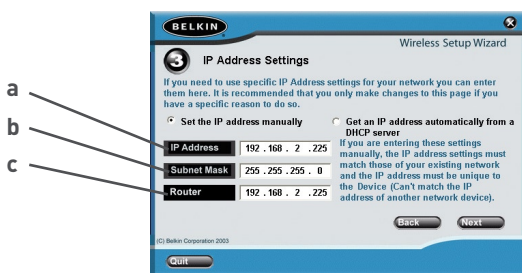 BELKIN
Wireless Setup Wizard
3 IP Address Settings
If you need to use specific IP Address settings for your network you can enter
them here. It is recommended that you only make changes to this page if you
have a specific reason to do so.
Set the IP address manually
Get an IP address automatically from a
DHCP server
a
IP Address 192.168. 2 .225
b
Subnet Mask 255.255.255. 0
c
Router 192.168. 2 .225
If you are entering these settings
manually, the IP address settings must
match those of your existing network
and the IP address must be unique to
the Device (Can't match the IP
address of another network device).
Back Next
(C) Belkin Corporation 2003
Quit